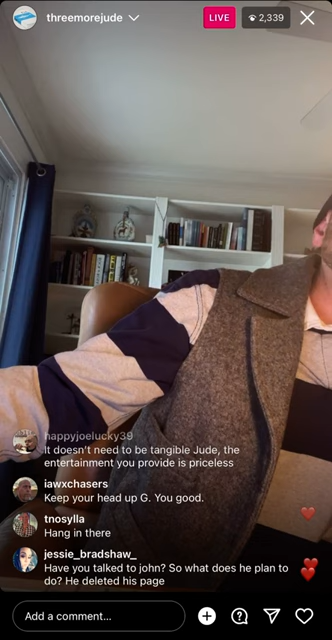 threemorejude
LIVE
2,339
happyjoelucky39
It doesn't need to be tangible Jude, the
entertainment you provide is priceless
iawxchasers
Keep your head up G. You good.
tnosylla
Hang in there
jessie_bradshaw_
Have you talked to john? So what does he plan to
do? He deleted his page
Add a comment...